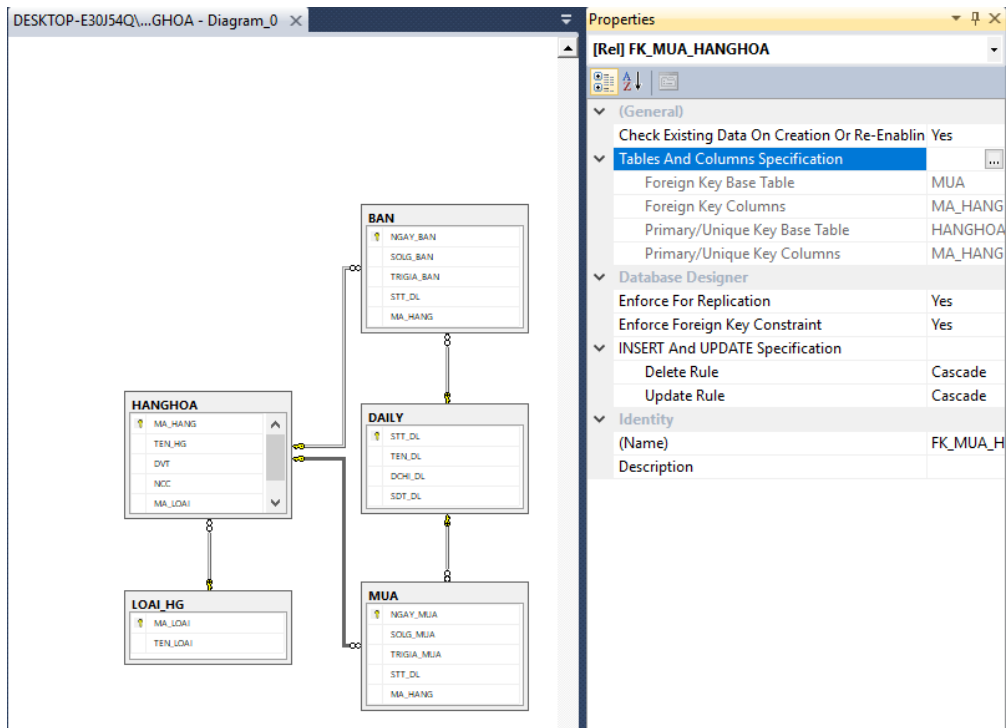 DESKTOP-E30J54Q\...GHOA - Diagram_0
BAN
NGAY_BAN
SOLG_BAN
TRIGIA_BAN
STT_DL
MA_HANG
HANGHOA
MA_HANG
TEN_HG
DVT
NCC
MA_LOAI
DAILY
STT_DL
TEN_DL
DCHI_DL
SDT_DL
LOAI_HG
MA_LOAI
TEN_LOAI
MUA
NGAY_MUA
SOLG_MUA
TRIGIA_MUA
STT_DL
MA_HANG
Properties
[Rel] FK_MUA_HANGHOA
(General)
Check Existing Data On Creation Or Re-Enablin Yes
Tables And Columns Specification ...
Foreign Key Base Table MUA
Foreign Key Columns MA_HANG
Primary/Unique Key Base Table HANGHOA
Primary/Unique Key Columns MA_HANG
Database Designer
Enforce For Replication Yes
Enforce Foreign Key Constraint Yes
INSERT And UPDATE Specification
Delete Rule Cascade
Update Rule Cascade
Identity
(Name) FK_MUA_H
Description